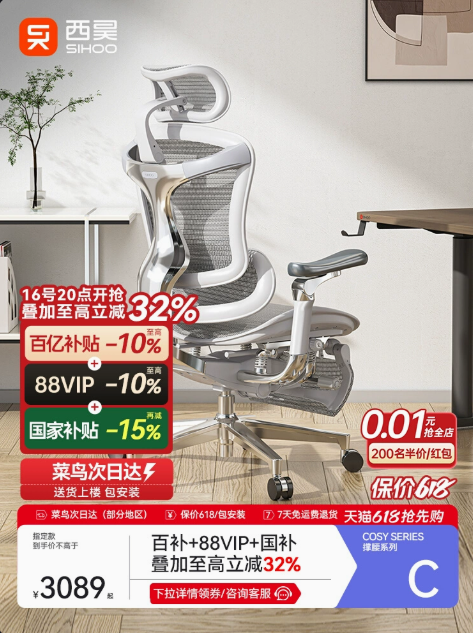 西昊
SIHOO
16号20点开抢
叠加至高立减32%
百亿补贴 至高 -10%
+
88VIP 至高 -10%
+
国家补贴 再减 -15%
菜鸟次日达
送货上楼 包安装
0.01元
抢全店
200名半价/红包
保价618
菜鸟次日达（部分地区） 保价618/包安装 7天免运费退货 天猫618抢先购
指定款
到手价不高于
¥3089起
百补+88VIP+国补
叠加至高立减32%
下拉详情领券/咨询客服
COSY SERIES
撑腰系列
C